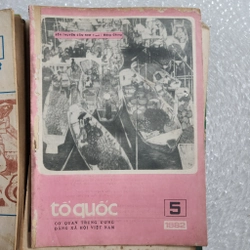 tổ quốc
5
1982
CƠ QUAN TRUNG ƯƠNG
ĐẢNG XÃ HỘI VIỆT NAM